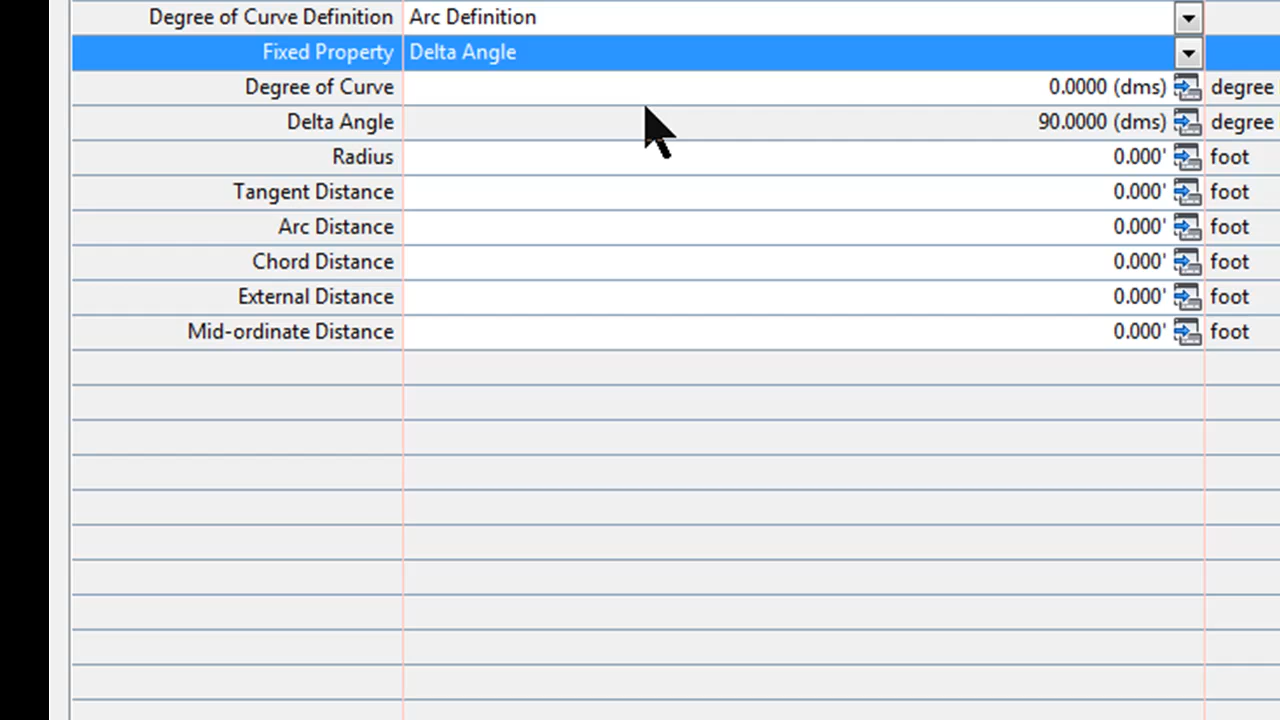 Degree of Curve Definition Arc Definition
Fixed Property Delta Angle
Degree of Curve 0.0000 (dms) degree
Delta Angle 90.0000 (dms) degree
Radius 0.000' foot
Tangent Distance 0.000' foot
Arc Distance 0.000' foot
Chord Distance 0.000' foot
External Distance 0.000' foot
Mid-ordinate Distance 0.000' foot